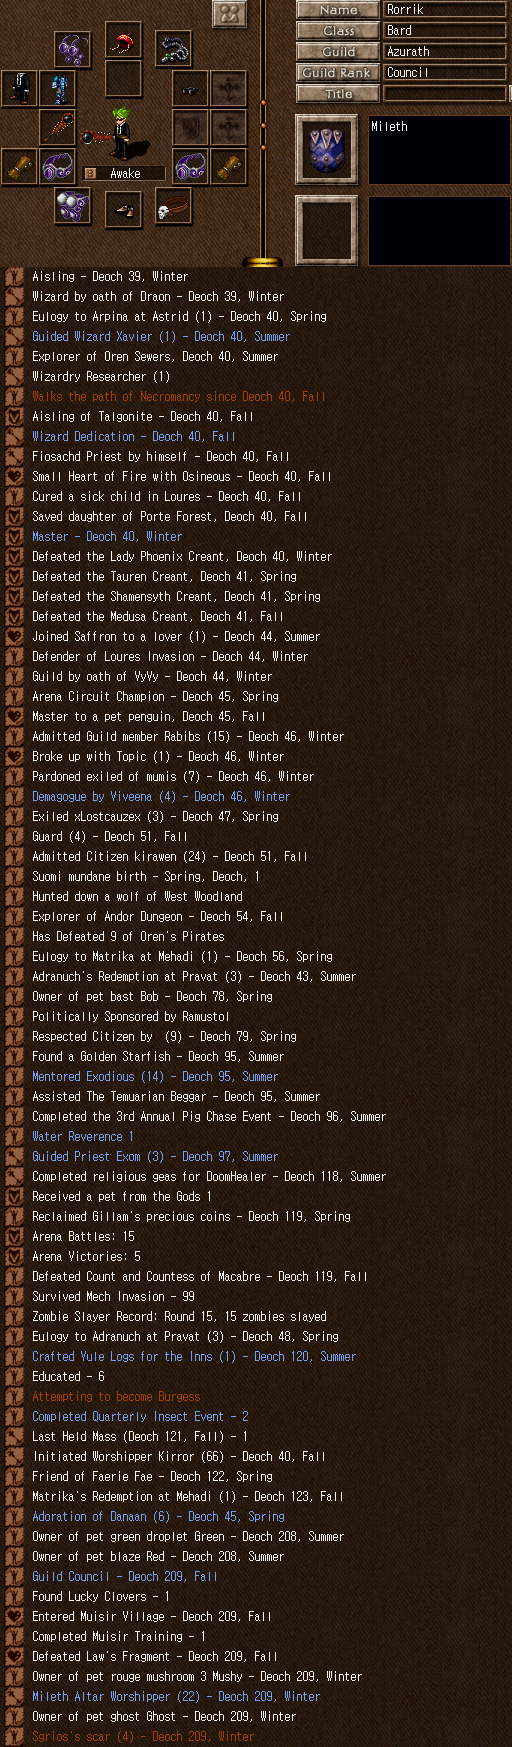 Name Rorrik
Class Bard
Guild Azurath
Guild Rank Council
Title
Mileth
Awake
Aisling - Deoch 39, Winter
Wizard by oath of Draon - Deoch 39, Winter
Eulogy to Arpina at Astrid (1) - Deoch 40, Spring
Guided Wizard Xavier (1) - Deoch 40, Summer
Explorer of Oren Sewers, Deoch 40, Summer
Wizardry Researcher (1)
Walks the path of Necromancy since Deoch 40, Fall
Aisling of Talgonite - Deoch 40, Fall
Wizard Dedication - Deoch 40, Fall
Fiosachd Priest by himself - Deoch 40, Fall
Small Heart of Fire with Osineous - Deoch 40, Fall
Cured a sick child in Loures - Deoch 40, Fall
Saved daughter of Porte Forest, Deoch 40, Fall
Master - Deoch 40, Winter
Defeated the Lady Phoenix Creant, Deoch 40, Winter
Defeated the Tauren Creant, Deoch 41, Spring
Defeated the Shamensyth Creant, Deoch 41, Spring
Defeated the Medusa Creant, Deoch 41, Fall
Joined Saffron to a lover (1) - Deoch 44, Summer
Defender of Loures Invasion - Deoch 44, Winter
Guild by oath of VyVy - Deoch 44, Winter
Arena Circuit Champion - Deoch 45, Spring
Master to a pet penguin, Deoch 45, Fall
Admitted Guild member Rabibs (15) - Deoch 46, Winter
Broke up with Topic (1) - Deoch 46, Winter
Pardoned exiled of mumis (7) - Deoch 46, Winter
Demagogue by Viveena (4) - Deoch 46, Winter
Exiled xLostcauzex (3) - Deoch 47, Spring
Guard (4) - Deoch 51, Fall
Admitted Citizen kirawen (24) - Deoch 51, Fall
Suomi mundane birth - Spring, Deoch, 1
Hunted down a wolf of West Woodland
Explorer of Andor Dungeon - Deoch 54, Fall
Has Defeated 9 of Oren's Pirates
Eulogy to Matrika at Mehadi (1) - Deoch 56, Spring
Adranuch's Redemption at Pravat (3) - Deoch 43, Summer
Owner of pet bast Bob - Deoch 78, Spring
Politically Sponsored by Ramustol
Respected Citizen by  (9) - Deoch 79, Spring
Found a Golden Starfish - Deoch 95, Summer
Mentored Exodious (14) - Deoch 95, Summer
Assisted The Temuarian Beggar - Deoch 95, Summer
Completed the 3rd Annual Pig Chase Event - Deoch 96, Summer
Water Reverence 1
Guided Priest Exom (3) - Deoch 97, Summer
Completed religious geas for DoomHealer - Deoch 118, Summer
Received a pet from the Gods 1
Reclaimed Gillam's precious coins - Deoch 119, Spring
Arena Battles: 15
Arena Victories: 5
Defeated Count and Countess of Macabre - Deoch 119, Fall
Survived Mech Invasion - 99
Zombie Slayer Record: Round 15, 15 zombies slayed
Eulogy to Adranuch at Pravat (3) - Deoch 48, Spring
Crafted Yule Logs for the Inns (1) - Deoch 120, Summer
Educated - 6
Attempting to become Burgess
Completed Quarterly Insect Event - 2
Last Held Mass (Deoch 121, Fall) - 1
Initiated Worshipper Kirror (66) - Deoch 40, Fall
Friend of Faerie Fae - Deoch 122, Spring
Matrika's Redemption at Mehadi (1) - Deoch 123, Fall
Adoration of Danaan (6) - Deoch 45, Spring
Owner of pet green droplet Green - Deoch 208, Summer
Owner of pet blaze Red - Deoch 208, Summer
Guild Council - Deoch 209, Fall
Found Lucky Clovers - 1
Entered Muisir Village - Deoch 209, Fall
Completed Muisir Training - 1
Defeated Law's Fragment - Deoch 209, Fall
Owner of pet rouge mushroom 3 Mushy - Deoch 209, Winter
Mileth Altar Worshipper (22) - Deoch 209, Winter
Owner of pet ghost Ghost - Deoch 209, Winter
Sgrios's scar (4) - Deoch 209, Winter